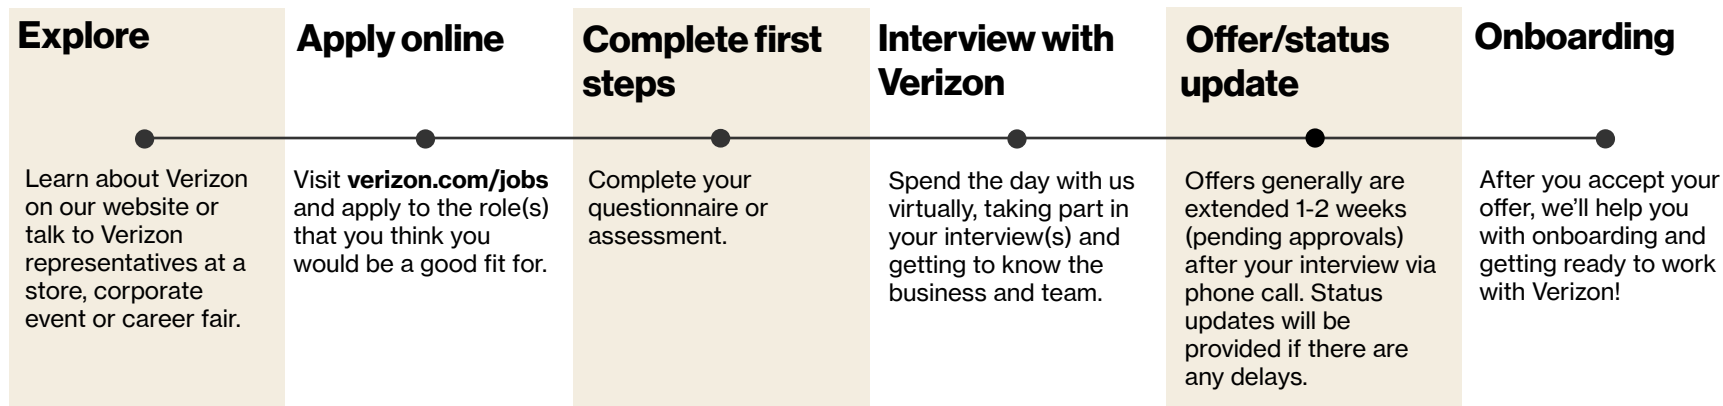 Explore
Learn about Verizon
on our website or
talk to Verizon
representatives at a
store, corporate
event or career fair.
Apply online
Visit verizon.com/jobs
and apply to the role(s)
that you think you
would be a good fit for.
Complete first
steps
Complete your
questionnaire or
assessment.
Interview with
Verizon
Spend the day with us
virtually, taking part in
your interview(s) and
getting to know the
business and team.
Offer/status
update
Offers generally are
extended 1-2 weeks
(pending approvals)
after your interview via
phone call. Status
updates will be
provided if there are
any delays.
Onboarding
After you accept your
offer, we’ll help you
with onboarding and
getting ready to work
with Verizon!